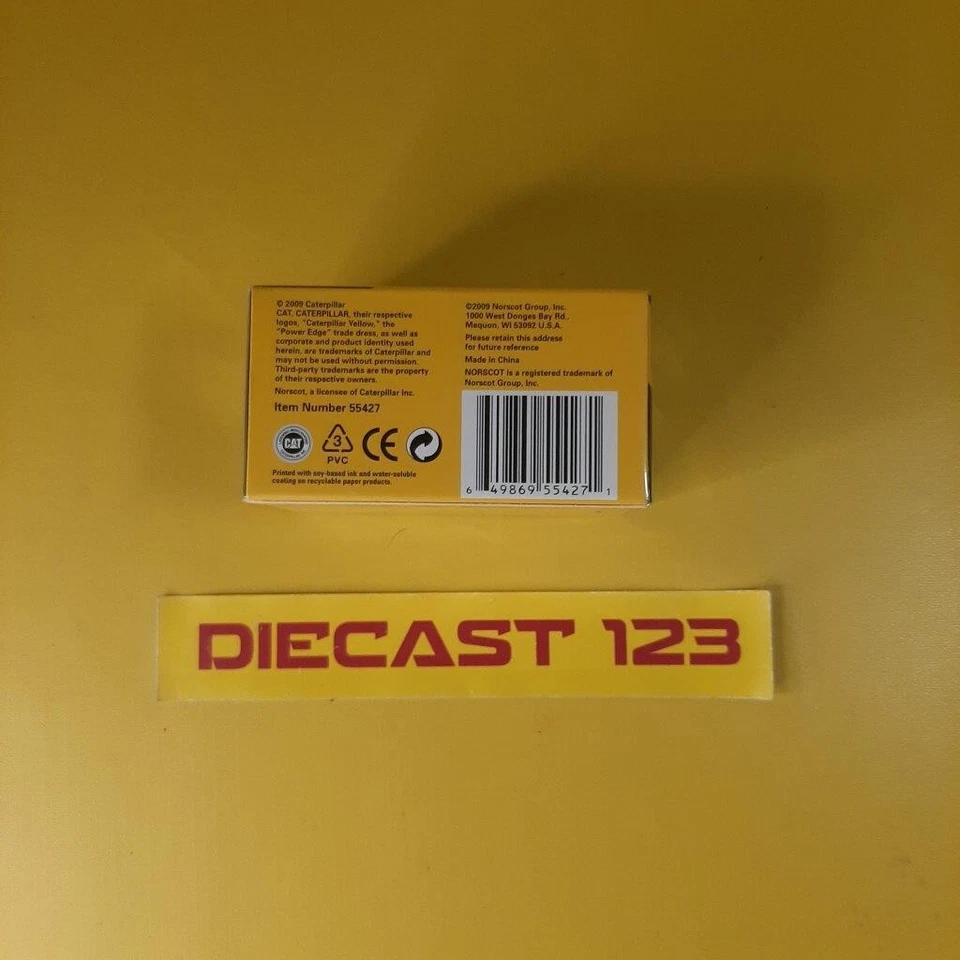 © 2009 Caterpillar
CAT, CATERPILLAR, their respective
logos, "Caterpillar Yellow," the
"Power Edge" trade dress, as well as
corporate and product identity used
herein, are trademarks of Caterpillar and
may not be used without permission.
Third-party trademarks are the property
of their respective owners.
Norscot, a licensee of Caterpillar Inc.
Item Number 55427
CAT
3
PVC
CE
Printed with soy-based ink and water-soluble
coating on recyclable paper products.
©2009 Norscot Group, Inc.
1000 West Donges Bay Rd.,
Mequon, WI 53092 U.S.A.
Please retain this address
for future reference
Made in China
NORSCOT is a registered trademark of
Norscot Group, Inc.
6 49869 55427 1
DIECAST 123